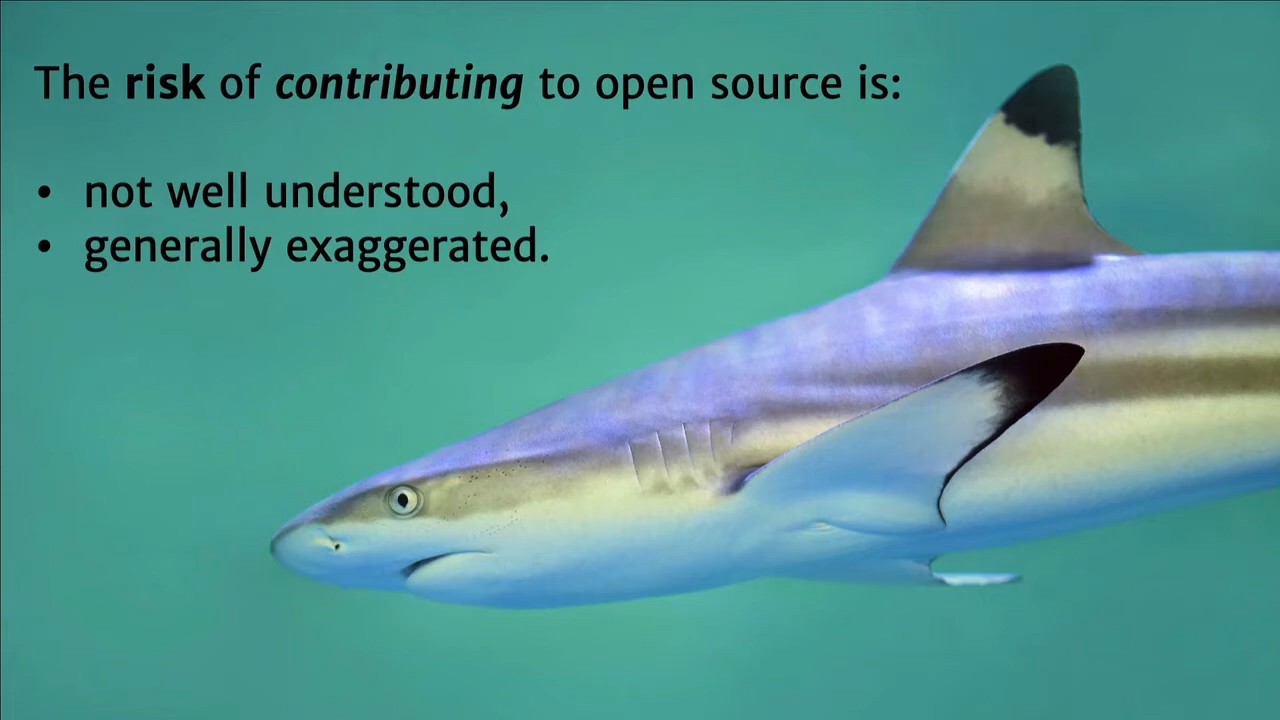 The risk of contributing to open source is:
• not well understood,
• generally exaggerated.